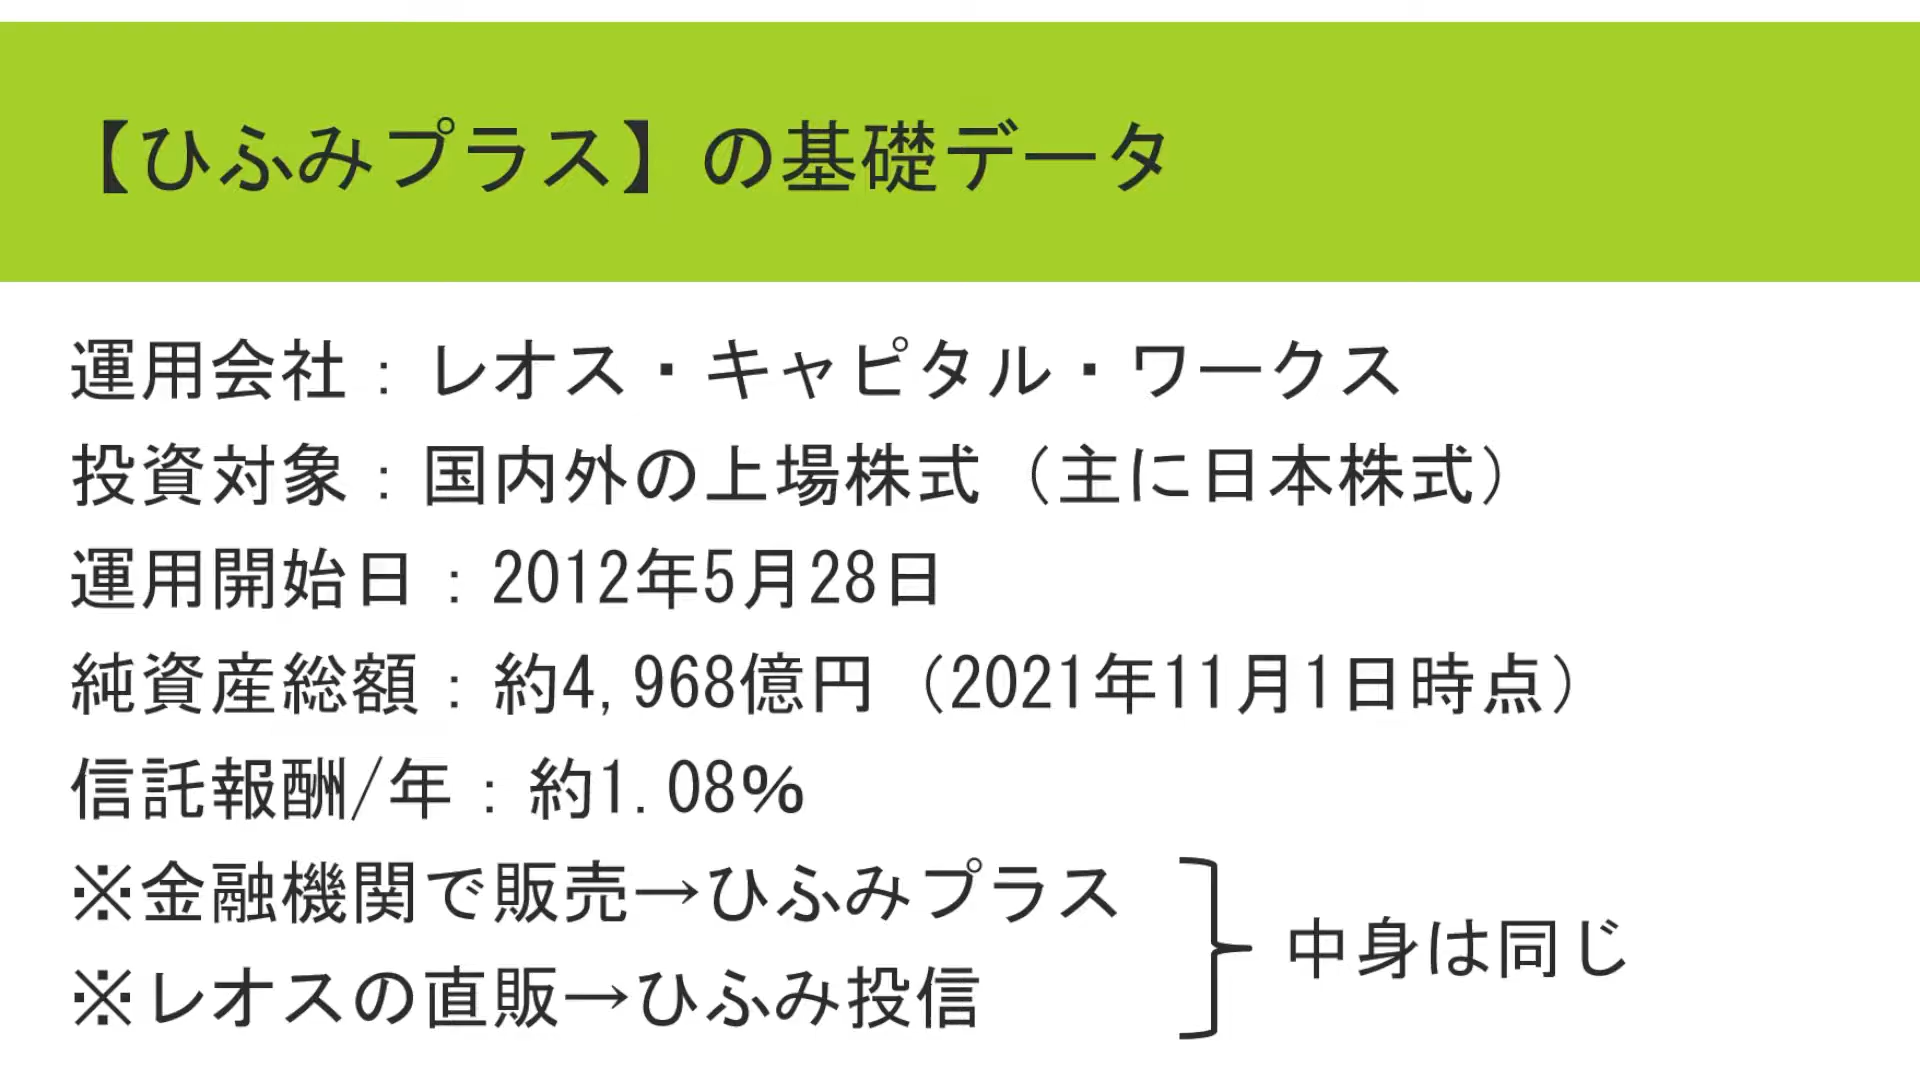 【ひふみプラス】の基礎データ
運用会社：レオス・キャピタル・ワークス
投資対象：国内外の上場株式（主に日本株式）
運用開始日：2012年5月28日
純資産総額：約4,968億円（2021年11月1日時点）
信託報酬/年：約1.08%
※金融機関で販売→ひふみプラス
※レオスの直販→ひふみ投信
中身は同じ